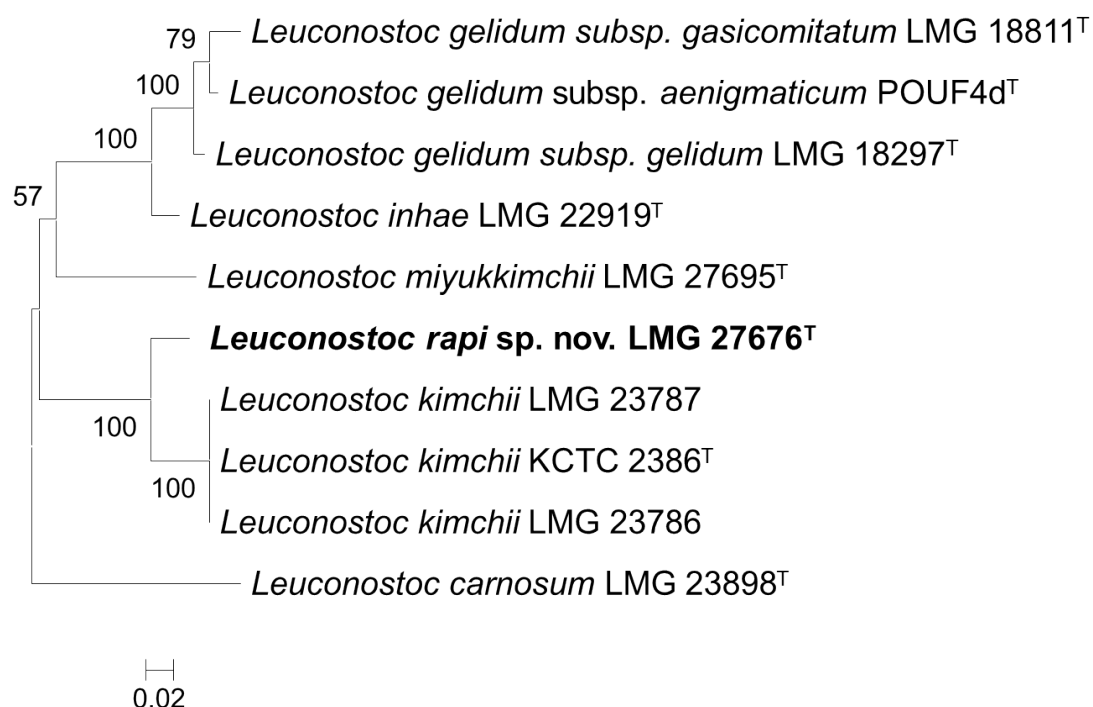 79
Leuconostoc gelidum subsp. gasicomitatum LMG 18811ᵀ
100
Leuconostoc gelidum subsp. aenigmaticum POUF4dᵀ
100
Leuconostoc gelidum subsp. gelidum LMG 18297ᵀ
57
Leuconostoc inhae LMG 22919ᵀ
Leuconostoc miyukkimchii LMG 27695ᵀ
Leuconostoc rapi sp. nov. LMG 27676ᵀ
Leuconostoc kimchii LMG 23787
100
Leuconostoc kimchii KCTC 2386ᵀ
100
Leuconostoc kimchii LMG 23786
Leuconostoc carnosum LMG 23898ᵀ
0.02